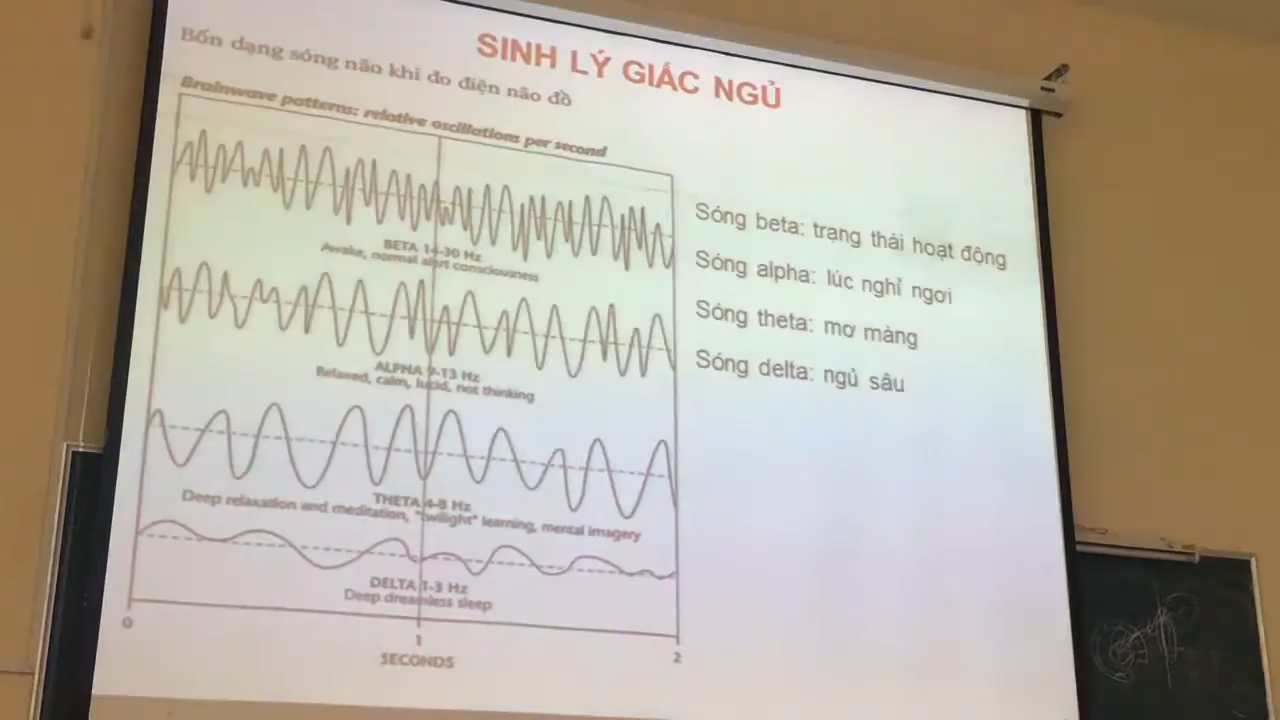 SINH LÝ GIÁC NGỦ
Bốn dạng sóng não khi đo điện não đồ
Brainwave patterns: relative oscillations per second
BETA 14-30 Hz
Awake, normal alert consciousness
ALPHA 9-13 Hz
Relaxed, calm, lucid, not thinking
THETA 4-8 Hz
Deep relaxation and meditation, "twilight" learning, mental imagery
DELTA 1-3 Hz
Deep dreamless sleep
0
1
2
SECONDS
Sóng beta: trạng thái hoạt động
Sóng alpha: lúc nghỉ ngơi
Sóng theta: mơ màng
Sóng delta: ngủ sâu